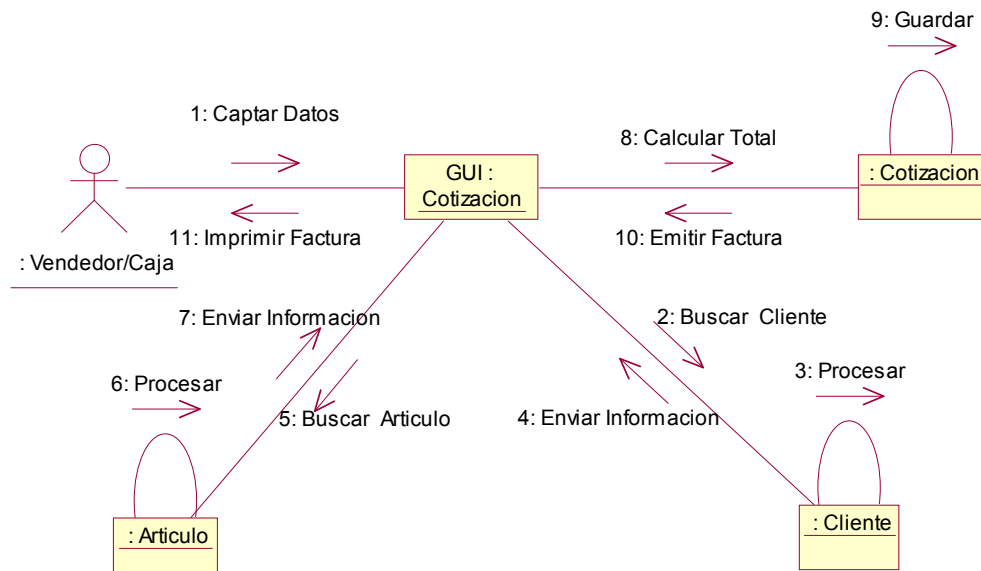 9: Guardar
1: Captar Datos
8: Calcular Total
GUI :
Cotizacion
: Cotizacion
11: Imprimir Factura
10: Emitir Factura
: Vendedor/Caja
7: Enviar Informacion
2: Buscar Cliente
6: Procesar
3: Procesar
5: Buscar Articulo
4: Enviar Informacion
: Articulo
: Cliente